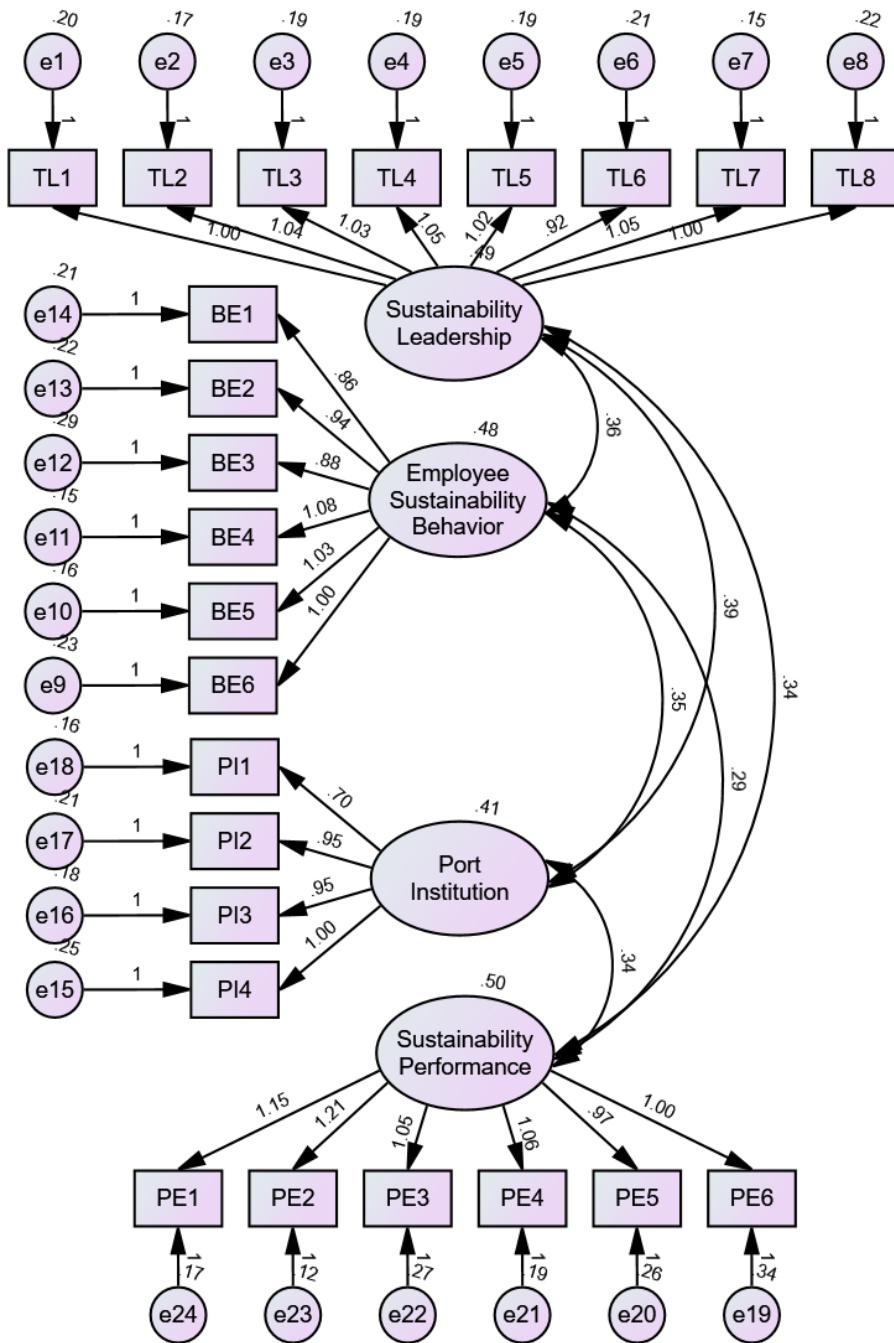 .20 .17 .19 .19 .19 .21 .15 .22
e1 e2 e3 e4 e5 e6 e7 e8
1 1 1 1 1 1 1 1
TL1 TL2 TL3 TL4 TL5 TL6 TL7 TL8
1.00 1.04 1.03 1.05 1.02 .92 1.05 1.00
.49
Sustainability
Leadership
.21
e14 1 BE1
.22
e13 1 BE2
.29
e12 1 BE3
.15
e11 1 BE4
.16
e10 1 BE5
.23
e9 1 BE6
.86
.94
.88
1.08
1.03
1.00
.48
Employee
Sustainability
Behavior
.36
.39
.34
.35
.29
.16
e18 1 PI1
.21
e17 1 PI2
.18
e16 1 PI3
.25
e15 1 PI4
.70
.95
.95
1.00
.41
Port
Institution
.34
.50
Sustainability
Performance
1.15 1.21 1.05 1.06 .97 1.00
PE1 PE2 PE3 PE4 PE5 PE6
1 1 1 1 1 1
.17 .12 .27 .19 .26 .34
e24 e23 e22 e21 e20 e19